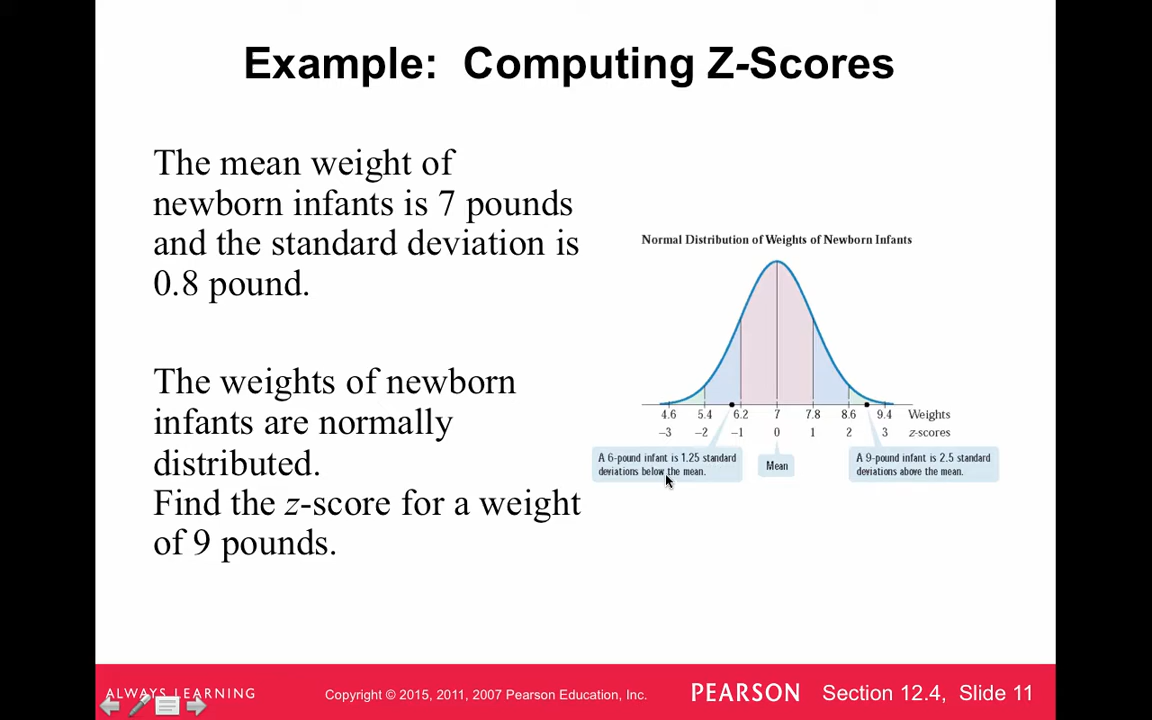 Example: Computing Z-Scores
The mean weight of
newborn infants is 7 pounds
and the standard deviation is
0.8 pound.
The weights of newborn
infants are normally
distributed.
Find the z-score for a weight
of 9 pounds.
Normal Distribution of Weights of Newborn Infants
4.6 5.4 6.2 7 7.8 8.6 9.4 Weights
–3 –2 –1 0 1 2 3 z-scores
A 6-pound infant is 1.25 standard
deviations below the mean.
Mean
A 9-pound infant is 2.5 standard
deviations above the mean.
ALWAYS LEARNING
Copyright © 2015, 2011, 2007 Pearson Education, Inc.
PEARSON
Section 12.4, Slide 11